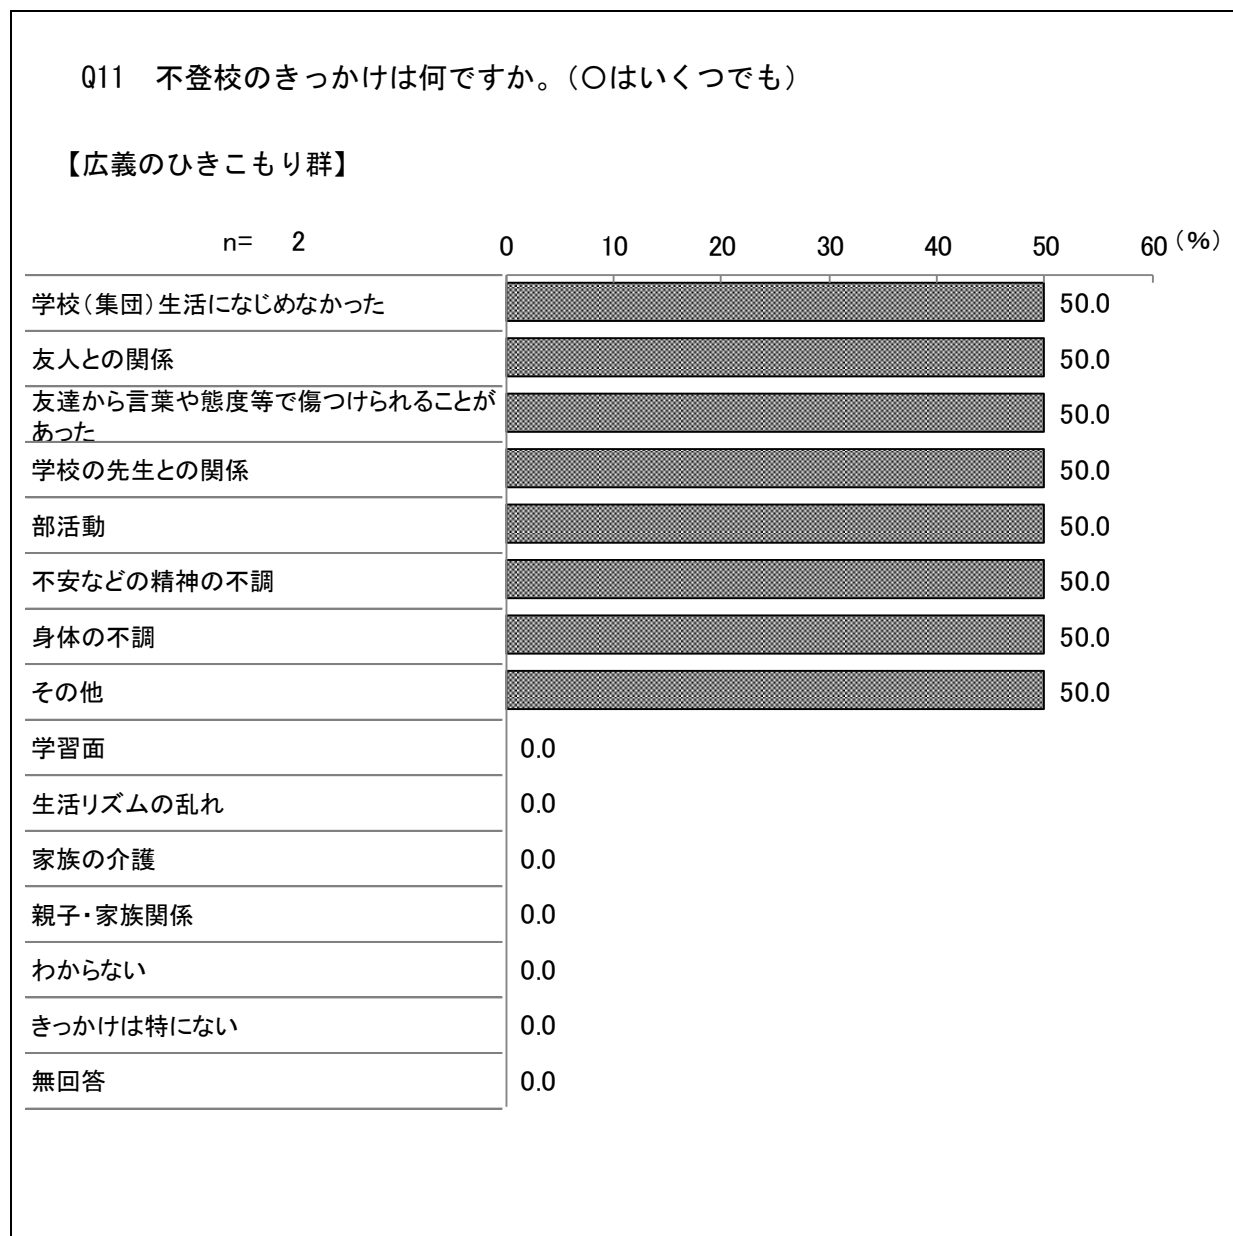 Q11　不登校のきっかけは何ですか。（○はいくつでも）
【広義のひきこもり群】
n=　2
0 10 20 30 40 50 60（%）
学校（集団）生活になじめなかった 50.0
友人との関係 50.0
友達から言葉や態度等で傷つけられることが
あった 50.0
学校の先生との関係 50.0
部活動 50.0
不安などの精神の不調 50.0
身体の不調 50.0
その他 50.0
学習面 0.0
生活リズムの乱れ 0.0
家族の介護 0.0
親子・家族関係 0.0
わからない 0.0
きっかけは特にない 0.0
無回答 0.0